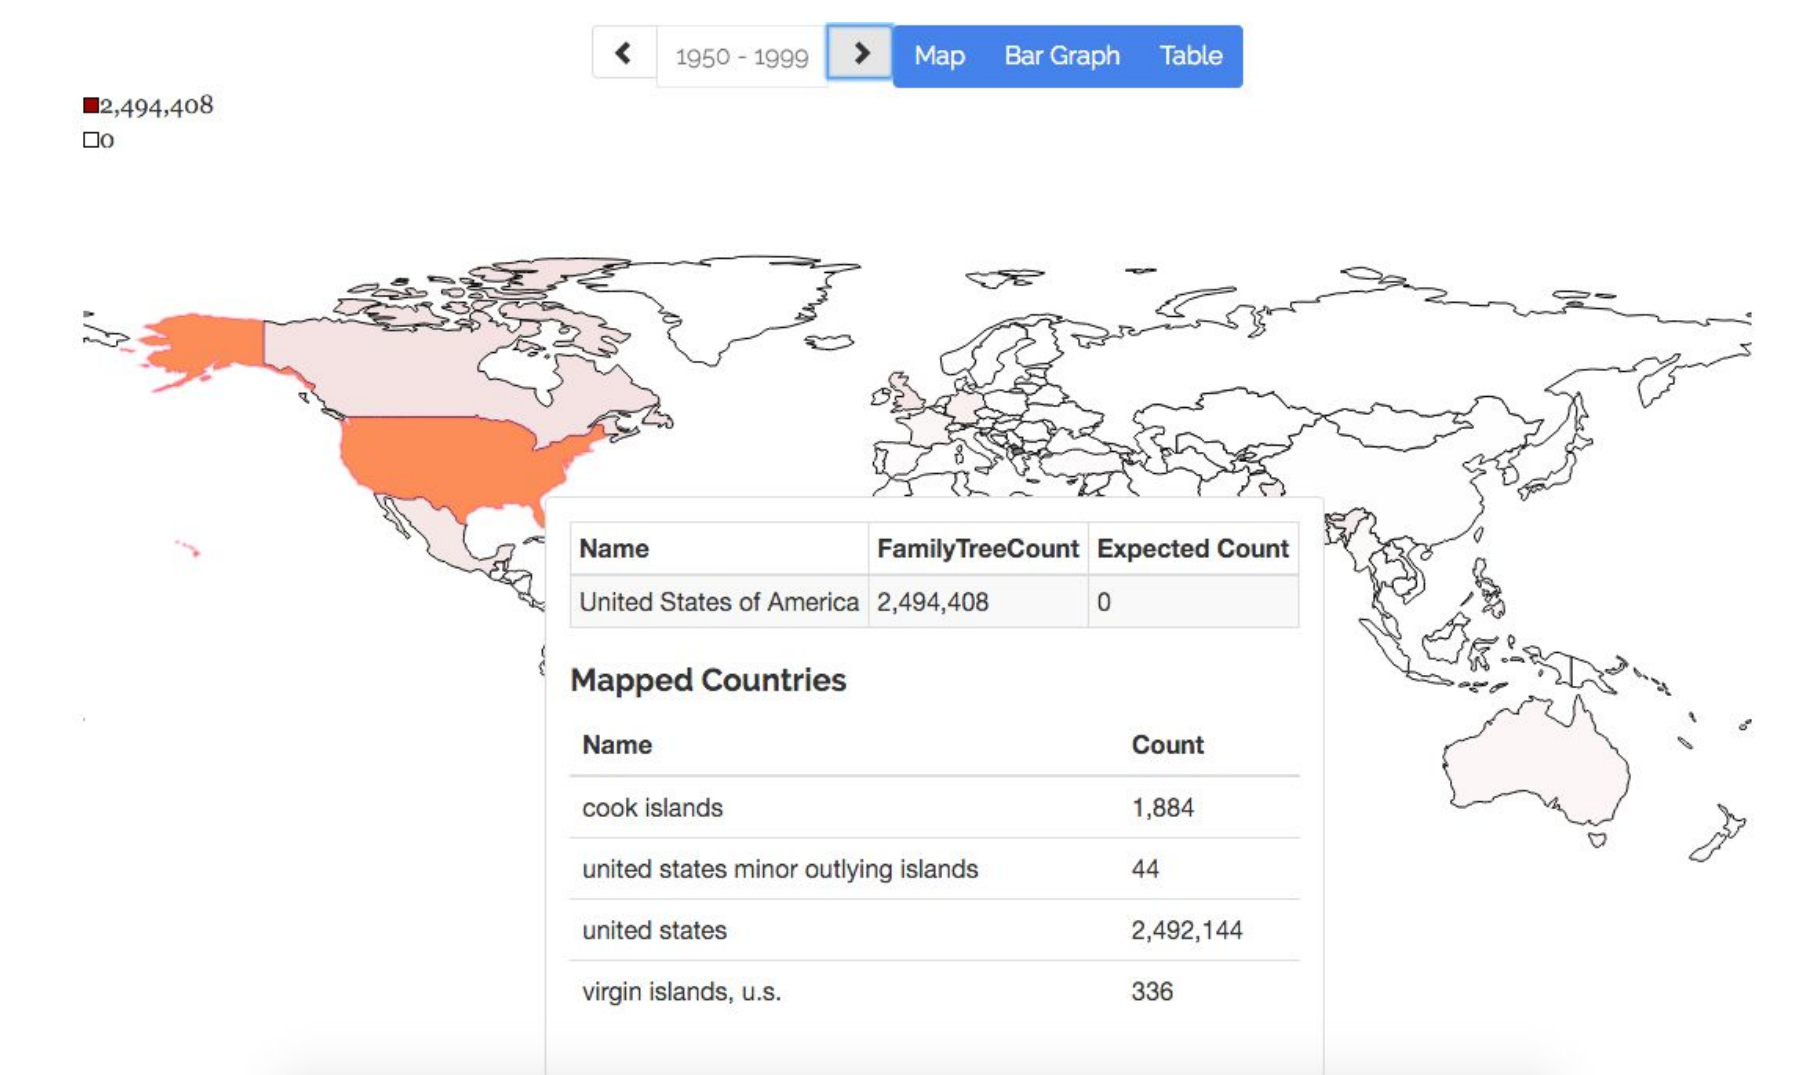 1950 - 1999 Map Bar Graph Table
2,494,408
0
Name FamilyTreeCount Expected Count
United States of America 2,494,408 0
Mapped Countries
Name Count
cook islands 1,884
united states minor outlying islands 44
united states 2,492,144
virgin islands, u.s. 336